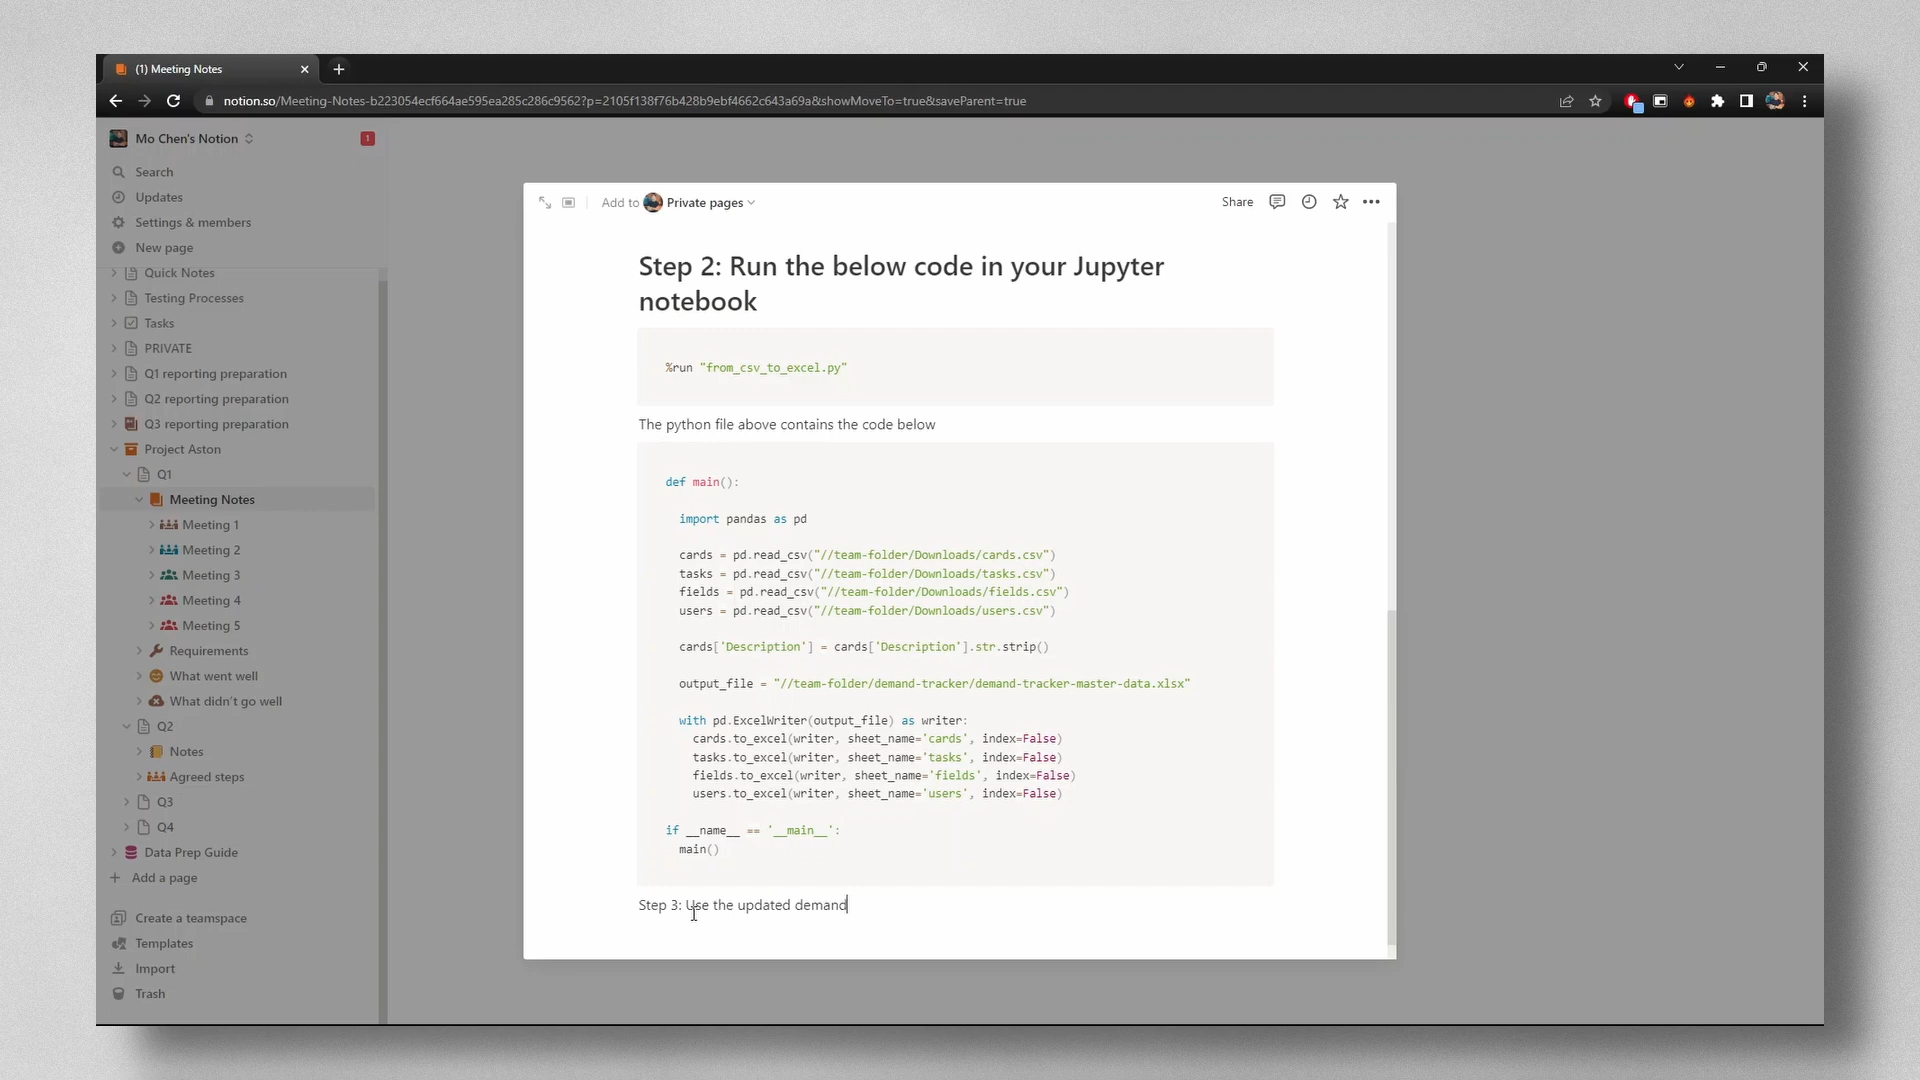 (1) Meeting Notes
notion.so/Meeting-Notes-b223054ecf664ae595ea285c286c9562?p=2105f138f76b428b9ebf4662c643a69a&showMoveTo=true&saveParent=true
Mo Chen's Notion
1
Search
Updates
Settings & members
New page
Quick Notes
Testing Processes
Tasks
PRIVATE
Q1 reporting preparation
Q2 reporting preparation
Q3 reporting preparation
Project Aston
Q1
Meeting Notes
Meeting 1
Meeting 2
Meeting 3
Meeting 4
Meeting 5
Requirements
What went well
What didn't go well
Q2
Notes
Agreed steps
Q3
Q4
Data Prep Guide
Add a page
Create a teamspace
Templates
Import
Trash
Add to Private pages
Share
Step 2: Run the below code in your Jupyter
notebook
%run "from_csv_to_excel.py"
The python file above contains the code below
def main():
import pandas as pd
cards = pd.read_csv("//team-folder/Downloads/cards.csv")
tasks = pd.read_csv("//team-folder/Downloads/tasks.csv")
fields = pd.read_csv("//team-folder/Downloads/fields.csv")
users = pd.read_csv("//team-folder/Downloads/users.csv")
cards['Description'] = cards['Description'].str.strip()
output_file = "//team-folder/demand-tracker/demand-tracker-master-data.xlsx"
with pd.ExcelWriter(output_file) as writer:
cards.to_excel(writer, sheet_name='cards', index=False)
tasks.to_excel(writer, sheet_name='tasks', index=False)
fields.to_excel(writer, sheet_name='fields', index=False)
users.to_excel(writer, sheet_name='users', index=False)
if __name__ == '__main__':
main()
Step 3: Use the updated demand